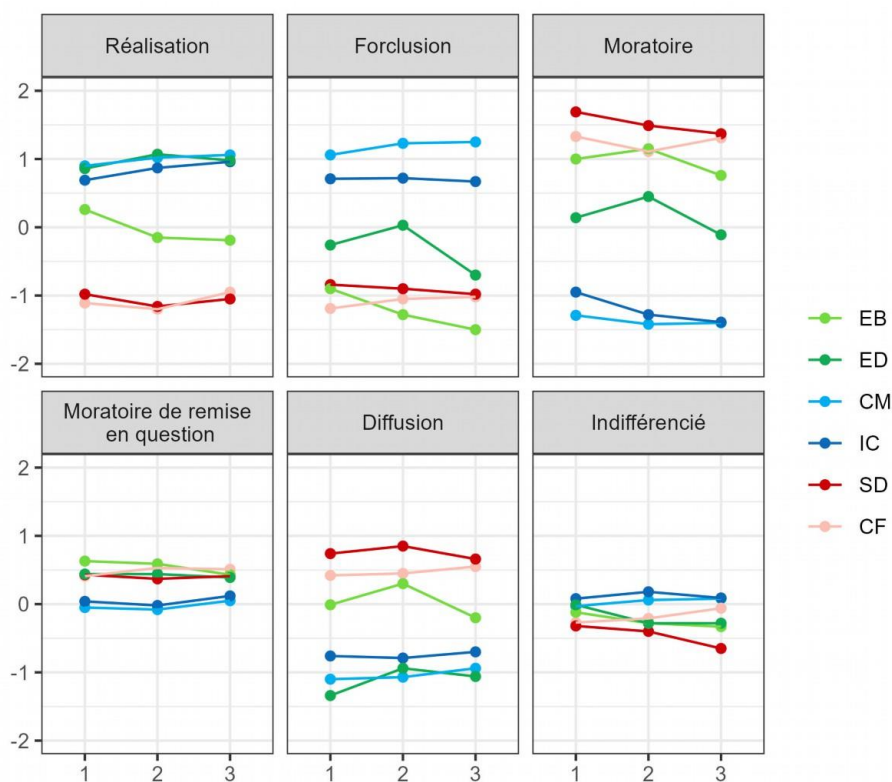 Réalisation
Forclusion
Moratoire
2
1
0
-1
-2
Moratoire de remise
en question
Diffusion
Indifférencié
2
1
0
-1
-2
1 2 3
1 2 3
1 2 3
EB
ED
CM
IC
SD
CF